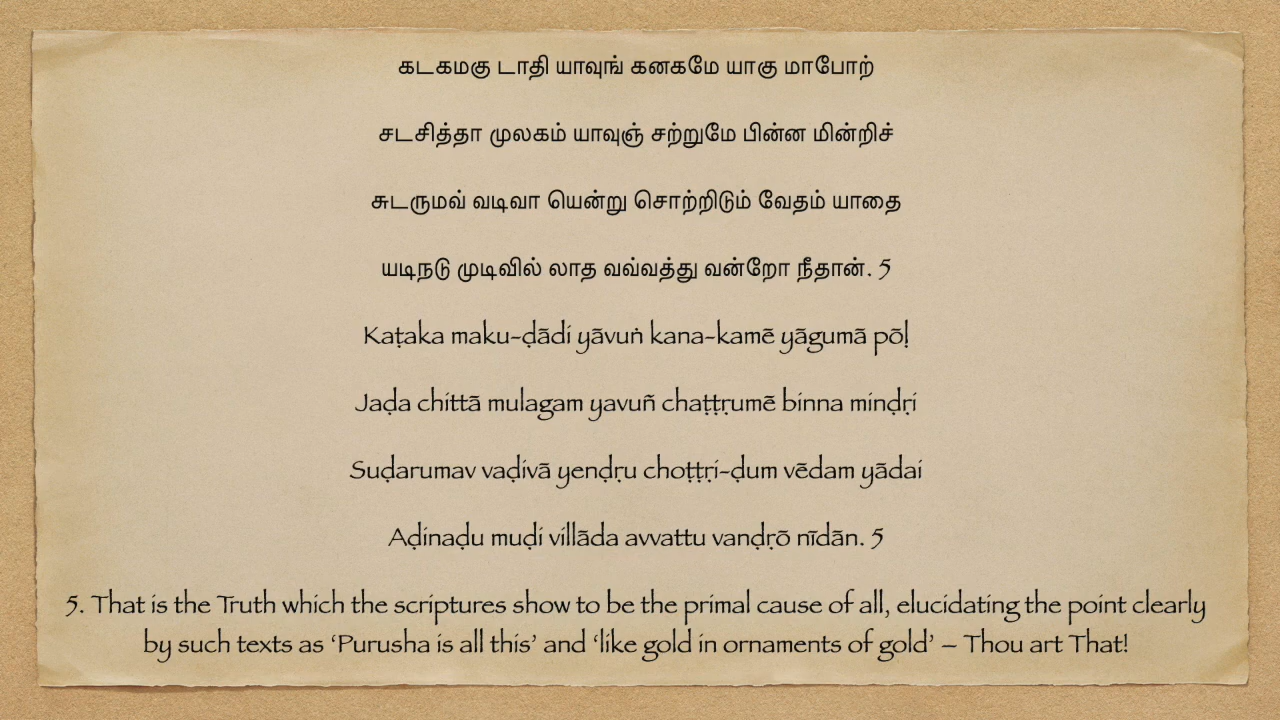 கடகமகு டாதி யாவுங் கனகமே யாகு மாபோற்
சடசித்தா முலகம் யாவுஞ் சற்றுமே பின்ன மின்றிச்
சுடருமவ் வடிவா யென்று சொற்றிடும் வேதம் யாதை
யடிநடு முடிவில் லாத வவ்வத்து வன்றோ நீதான். 5
Kaṭaka maku-ḍādi yāvuṅ kana-kamē yāgumā pōḷ
Jaḍa chittā mulagam yavuñ chaṭṭṛumē binna minḍṛi
Suḍarumav vaḍivā yenḍṛu choṭṭṛi-ḍum vēdam yādai
Aḍinaḍu muḍi villāda avvattu vanḍṛō nīdān. 5
5. That is the Truth which the scriptures show to be the primal cause of all, elucidating the point clearly
by such texts as ‘Purusha is all this’ and ‘like gold in ornaments of gold’ – Thou art That!